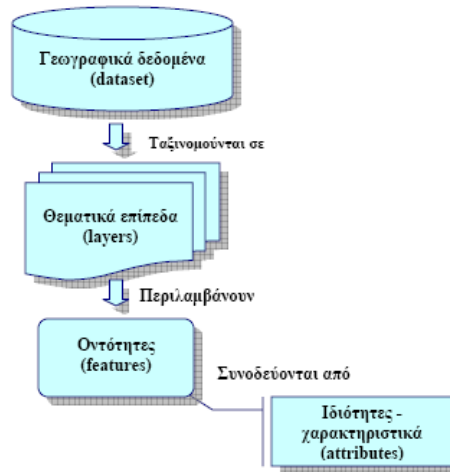 Γεωγραφικά δεδομένα
(dataset)
Ταξινομούνται σε
Θεματικά επίπεδα
(layers)
Περιλαμβάνουν
Οντότητες
(features)
Συνοδεύονται από
Ιδιότητες -
χαρακτηριστικά
(attributes)